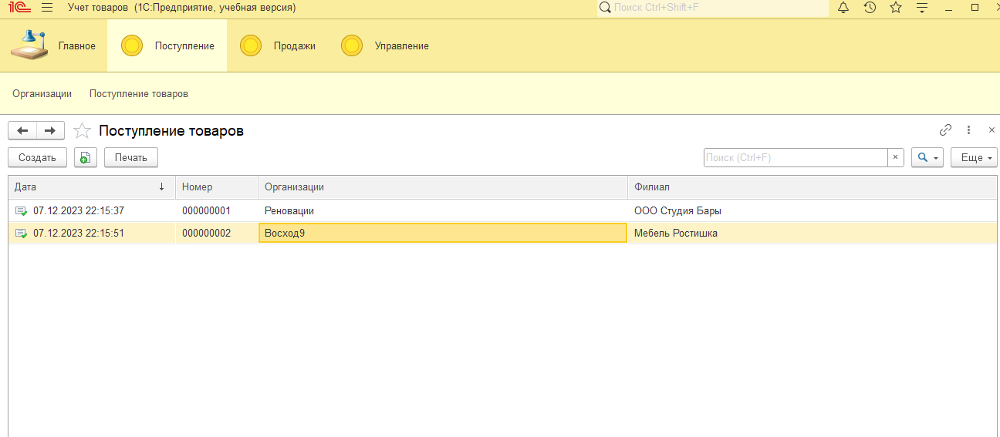 1С Учет товаров (1С:Предприятие, учебная версия) Поиск Ctrl+Shift+F
Главное Поступление Продажи Управление
Организации Поступление товаров
Поступление товаров
Создать Печать Поиск (Ctrl+F) × Еще
Дата ↓ Номер Организации Филиал
07.12.2023 22:15:37 000000001 Реновации ООО Студия Бары
07.12.2023 22:15:51 000000002 Восход9 Мебель Ростишка